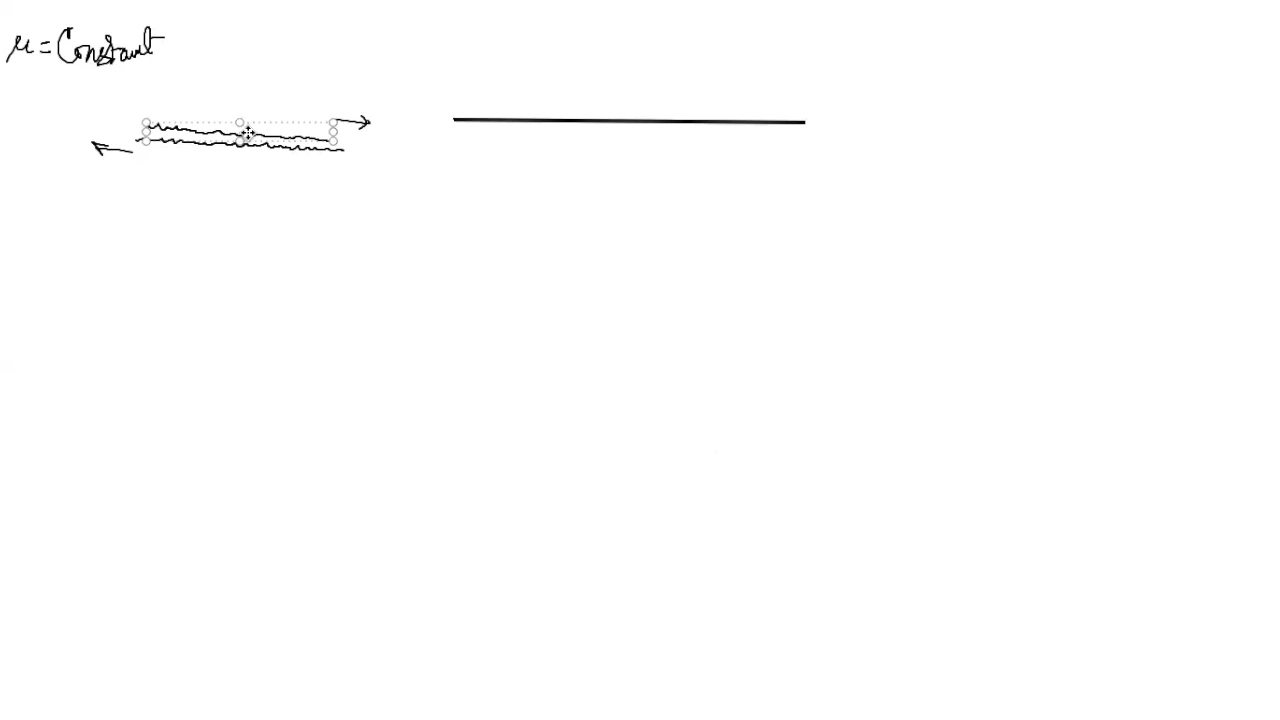 μ = Constant